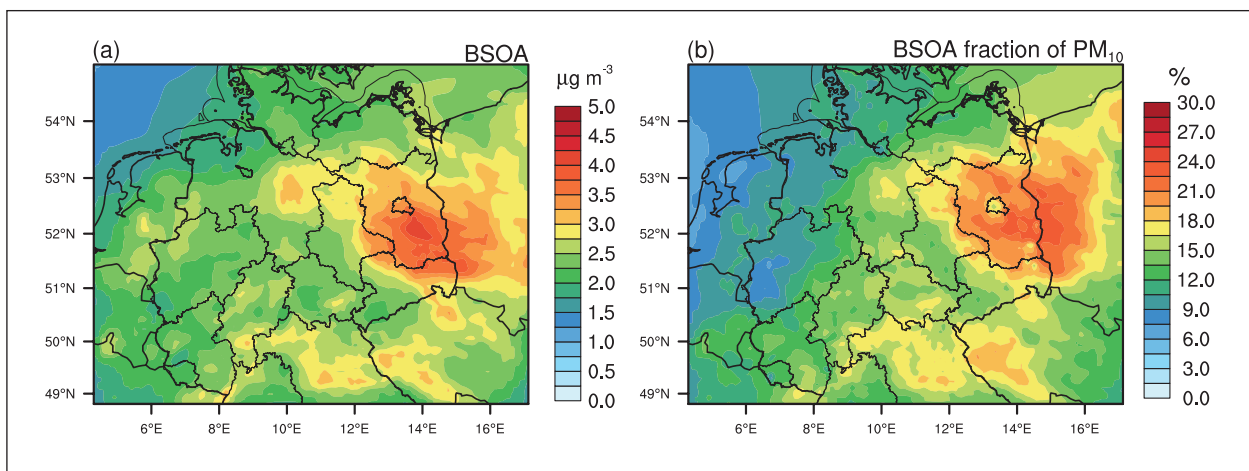 (a) BSOA
µg m⁻³
5.0
4.5
4.0
3.5
3.0
2.5
2.0
1.5
1.0
0.5
0.0
54°N
53°N
52°N
51°N
50°N
49°N
6°E 8°E 10°E 12°E 14°E 16°E
(b) BSOA fraction of PM₁₀
%
30.0
27.0
24.0
21.0
18.0
15.0
12.0
9.0
6.0
3.0
0.0
54°N
53°N
52°N
51°N
50°N
49°N
6°E 8°E 10°E 12°E 14°E 16°E